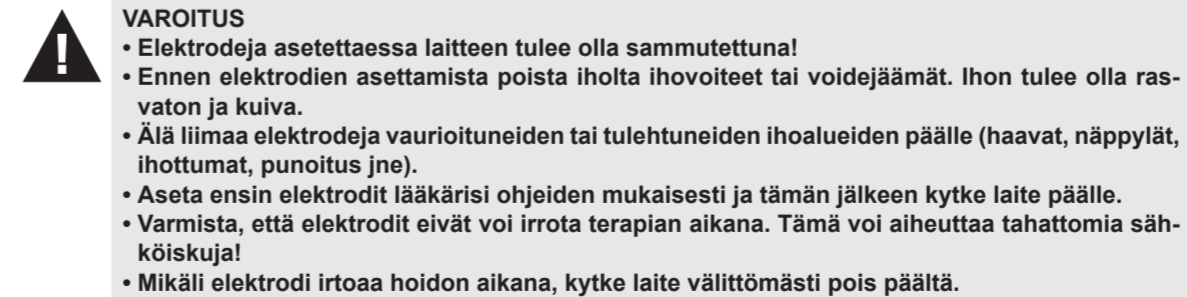 VAROITUS
• Elektrodeja asetettaessa laitteen tulee olla sammutettuna!
• Ennen elektrodien asettamista poista iholta ihovoiteet tai voidejäämät. Ihon tulee olla ras-
vaton ja kuiva.
• Älä liimaa elektrodeja vaurioituneiden tai tulehtuneiden ihoalueiden päälle (haavat, näppylät,
ihottumat, punoitus jne).
• Aseta ensin elektrodit lääkärisi ohjeiden mukaisesti ja tämän jälkeen kytke laite päälle.
• Varmista, että elektrodit eivät voi irrota terapian aikana. Tämä voi aiheuttaa tahattomia säh-
köiskuja!
• Mikäli elektrodi irtoaa hoidon aikana, kytke laite välittömästi pois päältä.